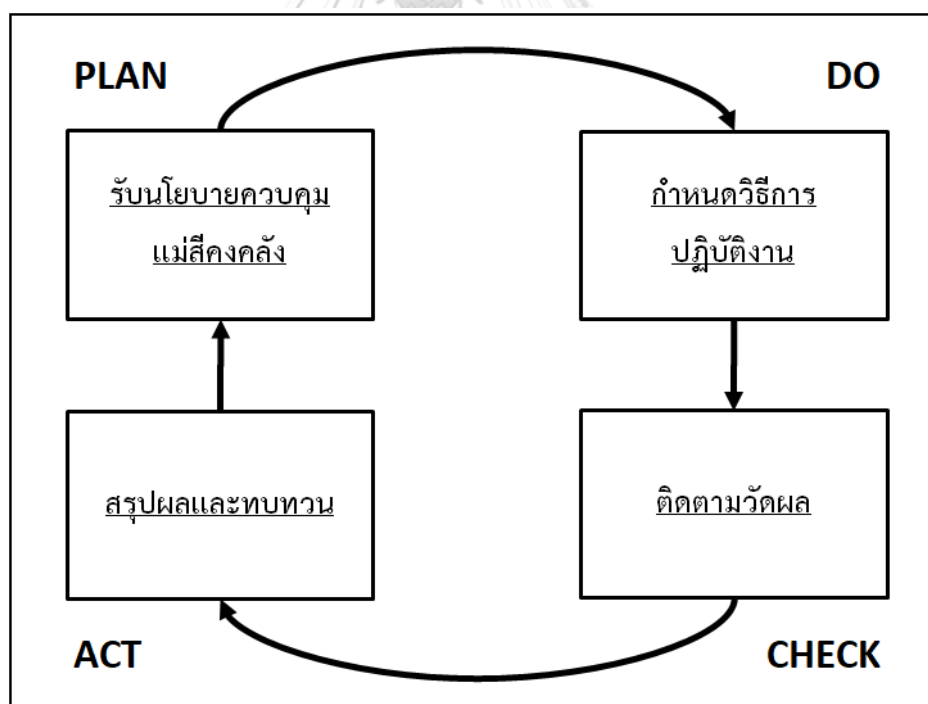 PLAN
DO
รับนโยบายควบคุม
แม่สีคงคลัง
กำหนดวิธีการ
ปฏิบัติงาน
สรุปผลและทบทวน
ติดตามวัดผล
ACT
CHECK